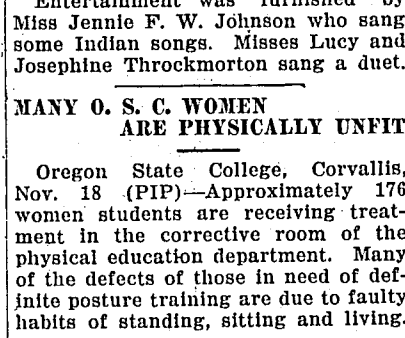 Entertainment was furnished by
Miss Jennie F. W. Johnson who sang
some Indian songs. Misses Lucy and
Josephine Throckmorton sang a duet.
MANY O. S. C. WOMEN
ARE PHYSICALLY UNFIT
Oregon State College, Corvallis,
Nov. 18 (PIP)—Approximately 176
women students are receiving treat-
ment in the corrective room of the
physical education department. Many
of the defects of those in need of def-
inite posture training are due to faulty
habits of standing, sitting and living.